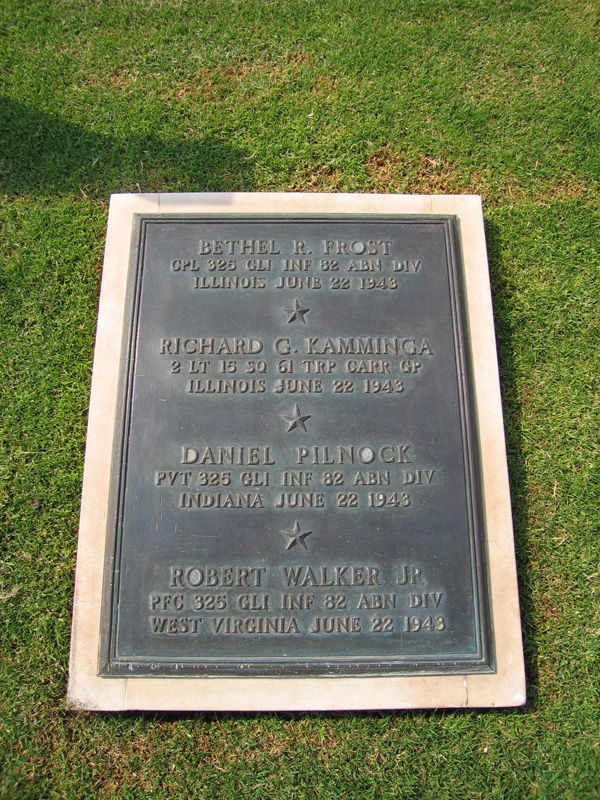 BETHEL R. FROST
CPL 325 GLI INF 82 ABN DIV
ILLINOIS JUNE 22 1943
RICHARD G. KAMMINGA
2 LT 15 SQ 61 TRP CARR GP
ILLINOIS JUNE 22 1943
DANIEL PILNOCK
PVT 325 GLI INF 82 ABN DIV
INDIANA JUNE 22 1943
ROBERT WALKER JR
PFC 325 GLI INF 82 ABN DIV
WEST VIRGINIA JUNE 22 1943